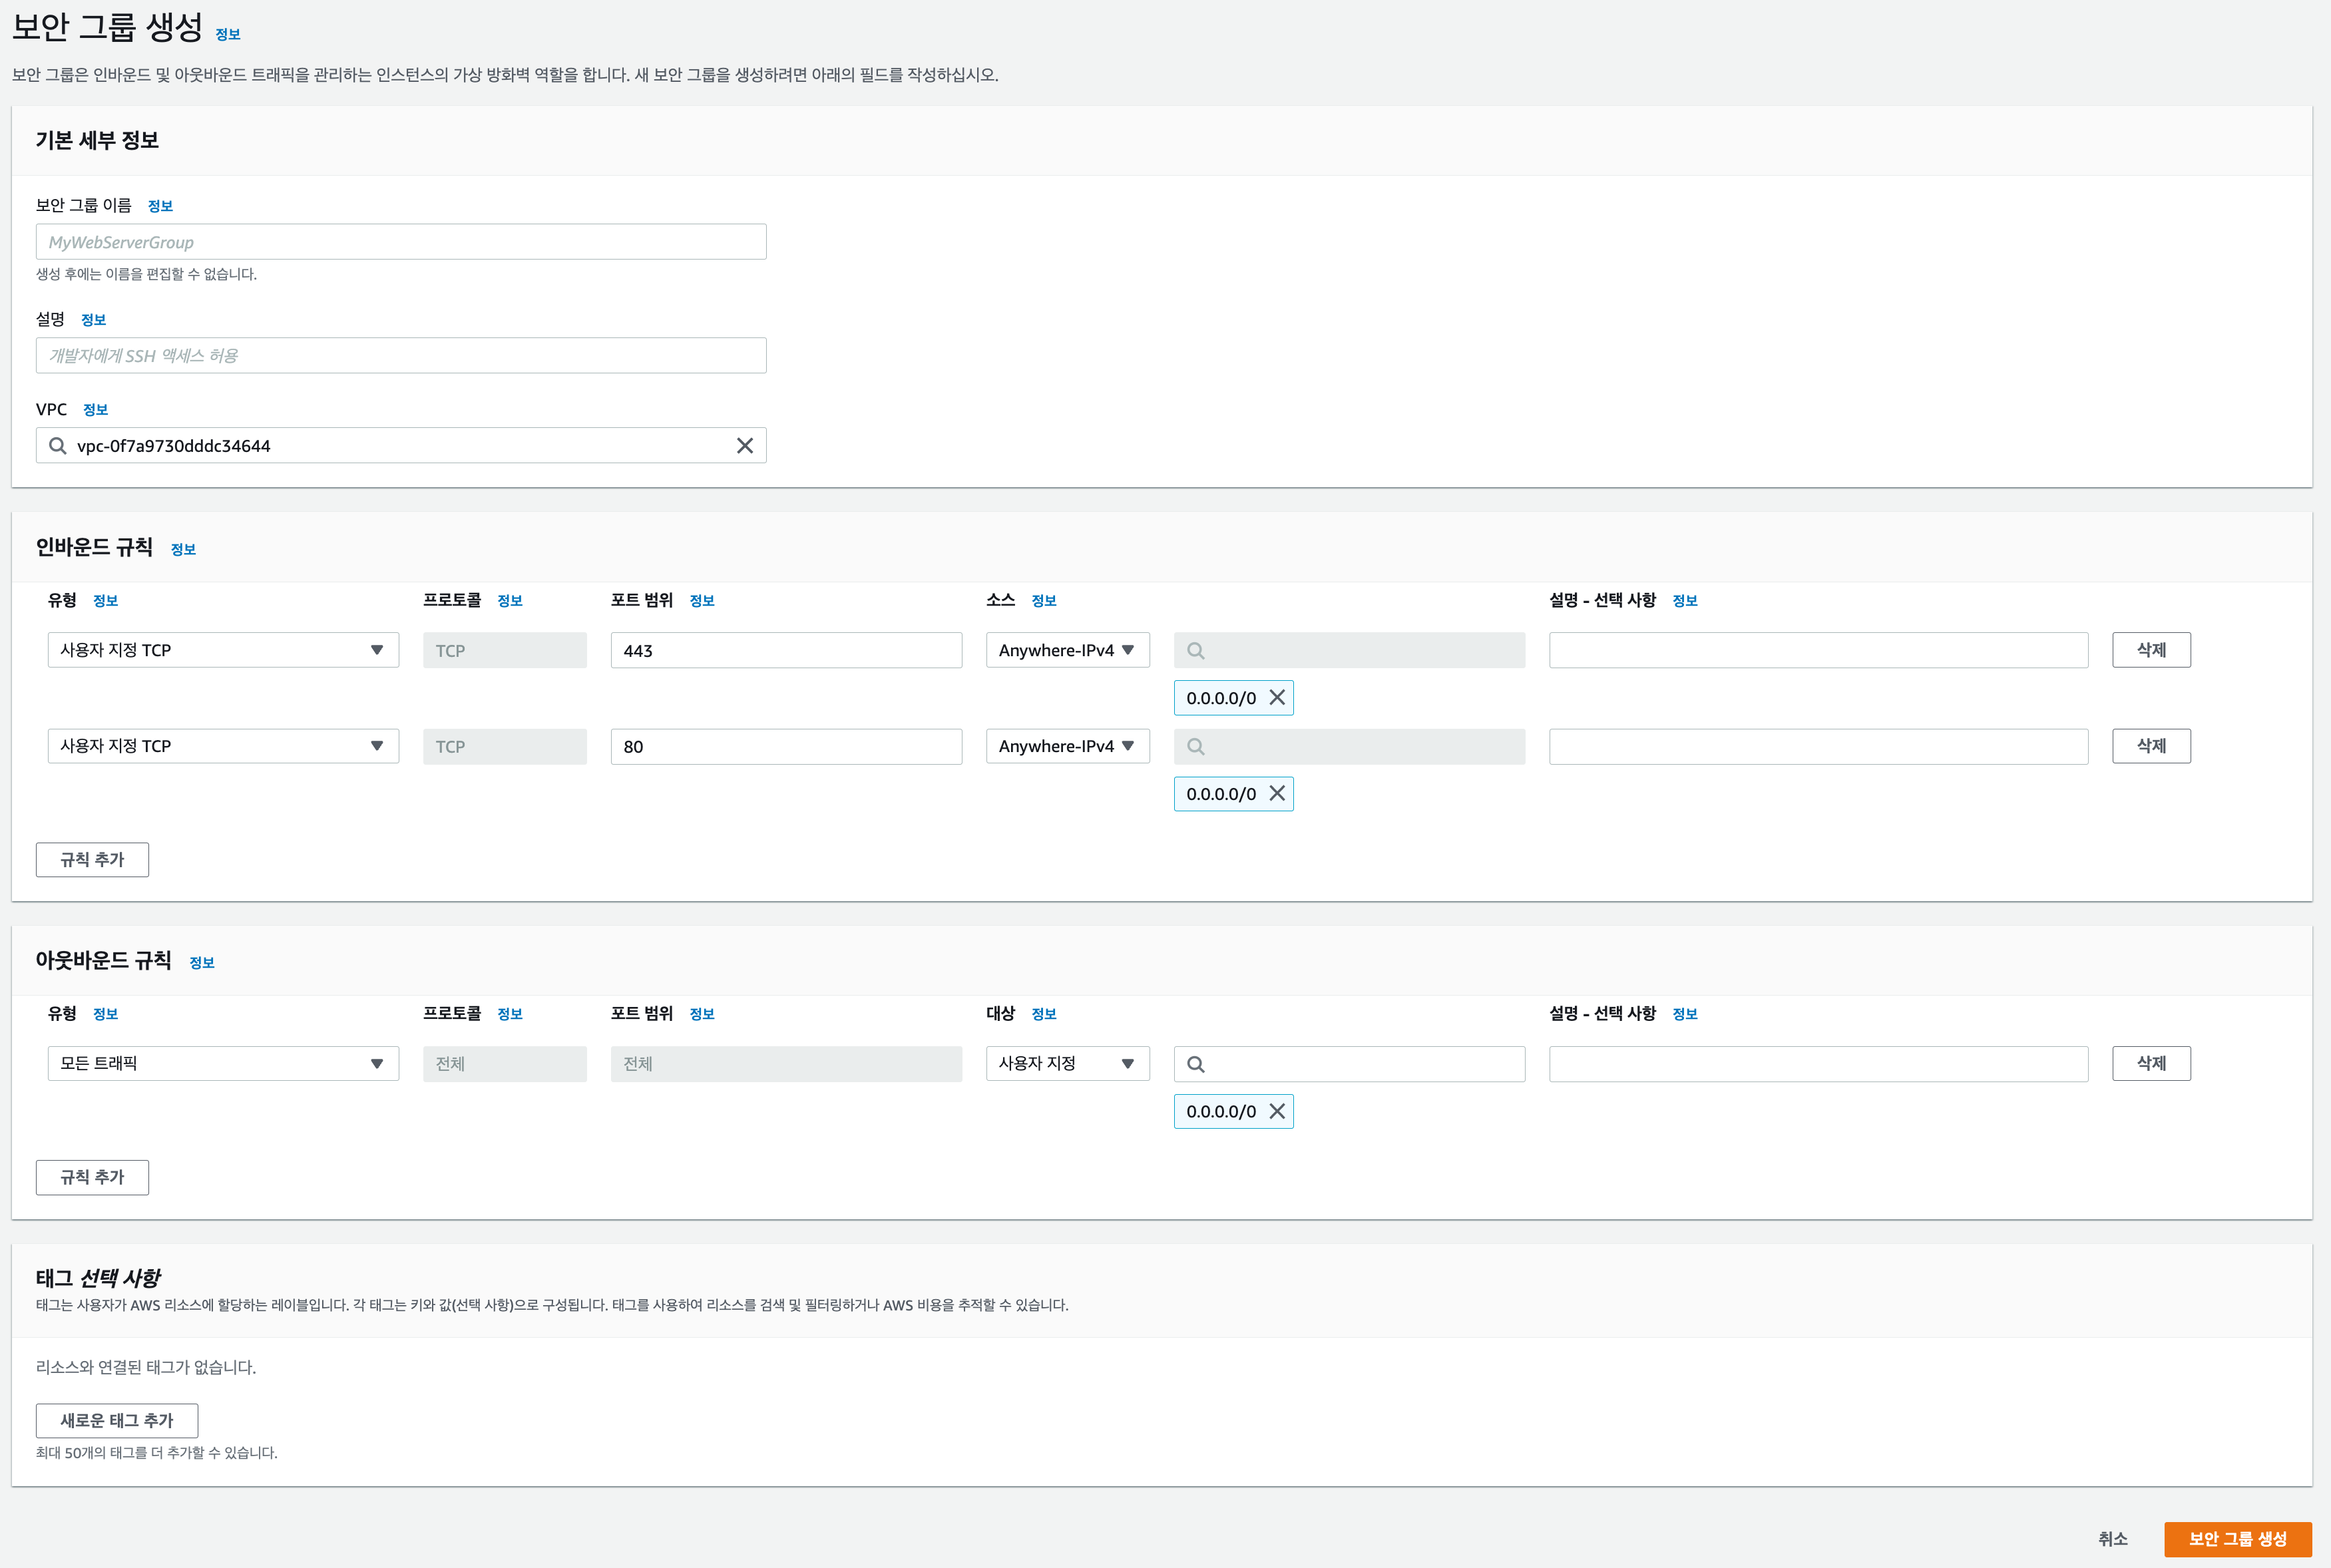 보안 그룹 생성 정보
보안 그룹은 인바운드 및 아웃바운드 트래픽을 관리하는 인스턴스의 가상 방화벽 역할을 합니다. 새 보안 그룹을 생성하려면 아래의 필드를 작성하십시오.
기본 세부 정보
보안 그룹 이름 정보
MyWebServerGroup
생성 후에는 이름을 편집할 수 없습니다.
설명 정보
개발자에게 SSH 액세스 허용
VPC 정보
vpc-0f7a9730dddc34644
인바운드 규칙 정보
유형 정보 프로토콜 정보 포트 범위 정보 소스 정보 설명 - 선택 사항 정보
사용자 지정 TCP TCP 443 Anywhere-IPv4 삭제
0.0.0.0/0
사용자 지정 TCP TCP 80 Anywhere-IPv4 삭제
0.0.0.0/0
규칙 추가
아웃바운드 규칙 정보
유형 정보 프로토콜 정보 포트 범위 정보 대상 정보 설명 - 선택 사항 정보
모든 트래픽 전체 전체 사용자 지정 삭제
0.0.0.0/0
규칙 추가
태그 선택 사항
태그는 사용자가 AWS 리소스에 할당하는 레이블입니다. 각 태그는 키와 값(선택 사항)으로 구성됩니다. 태그를 사용하여 리소스를 검색 및 필터링하거나 AWS 비용을 추적할 수 있습니다.
리소스와 연결된 태그가 없습니다.
새로운 태그 추가
최대 50개의 태그를 더 추가할 수 있습니다.
취소 보안 그룹 생성